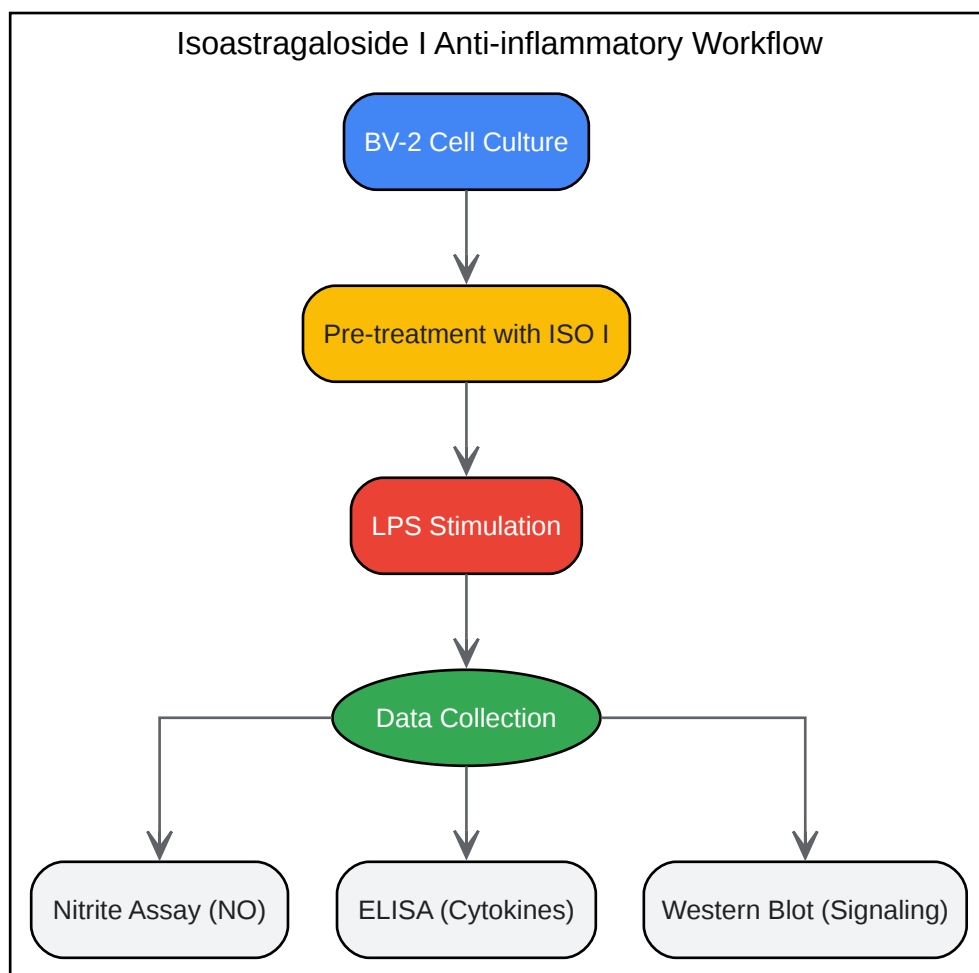 Isoastragaloside I Anti-inflammatory Workflow
BV-2 Cell Culture
Pre-treatment with ISO I
LPS Stimulation
Data Collection
Nitrite Assay (NO)
ELISA (Cytokines)
Western Blot (Signaling)